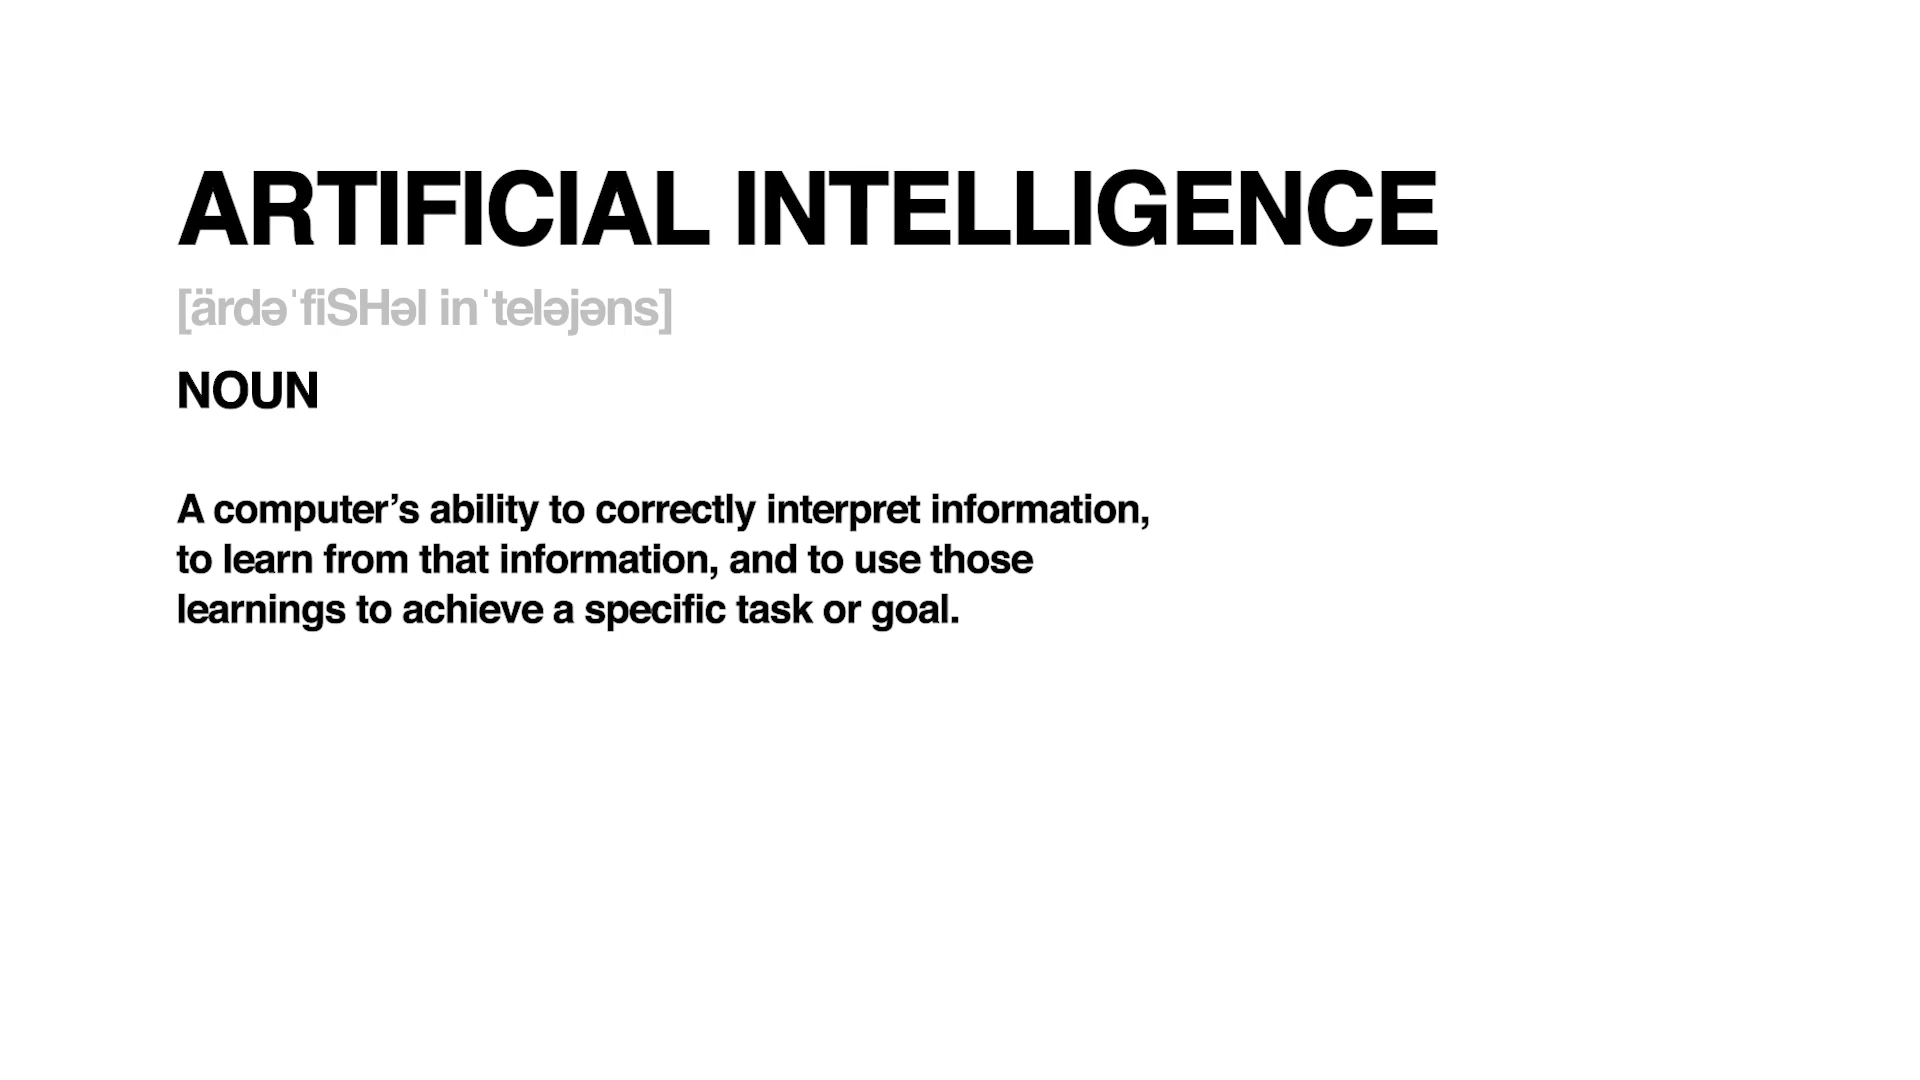 ARTIFICIAL INTELLIGENCE
[ärdəˈfiSHəl inˈteləjəns]
NOUN
A computer’s ability to correctly interpret information,
to learn from that information, and to use those
learnings to achieve a specific task or goal.